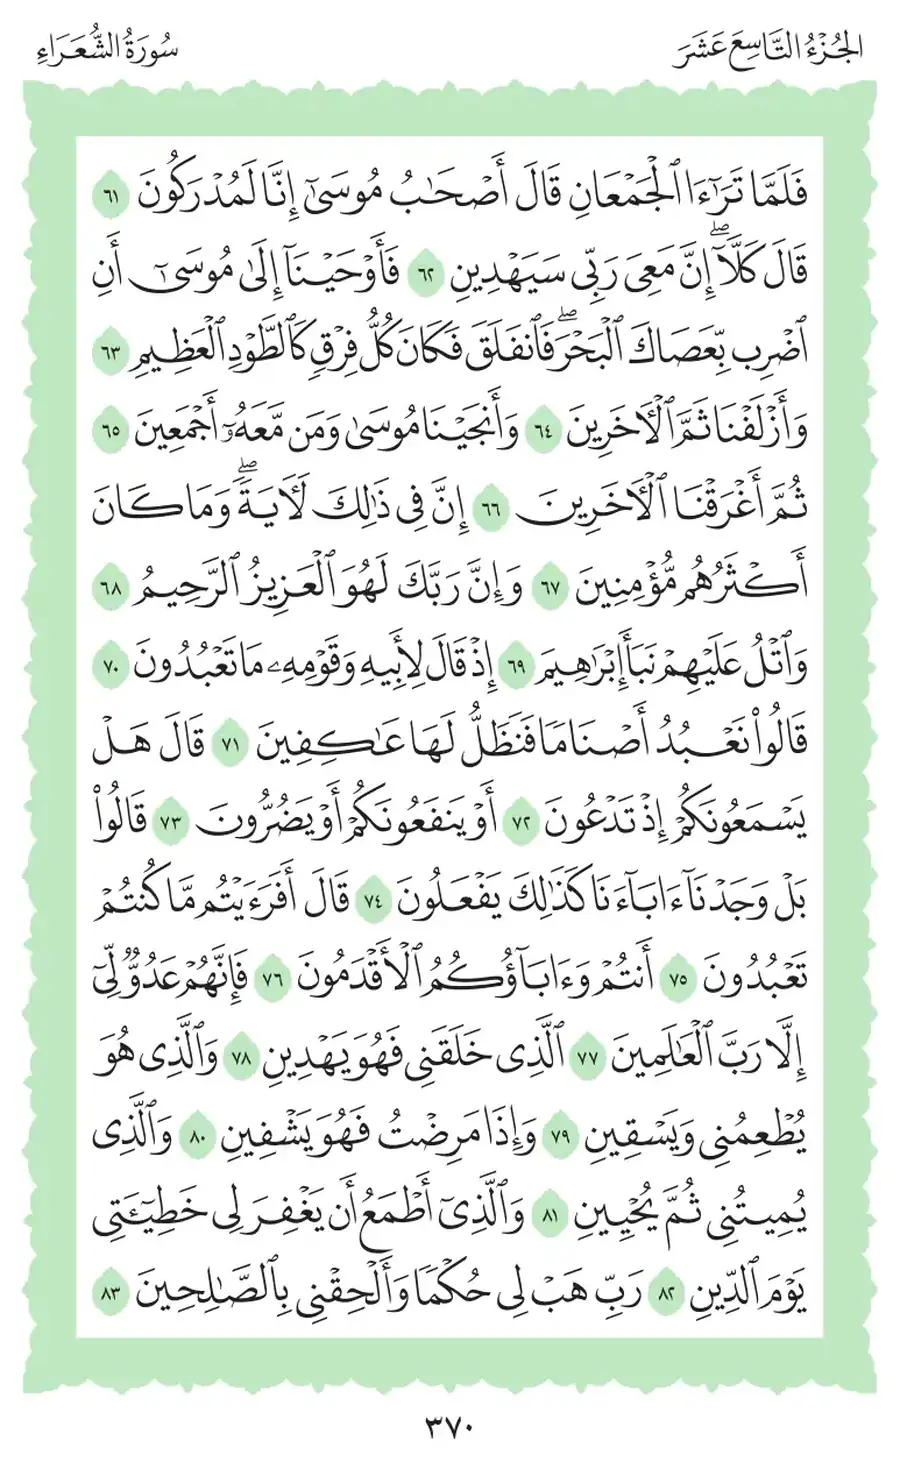 الجُزْءُ التَّاسِعَ عَشَرَ
سُورَةُ الشُّعَرَاءِ
فَلَمَّا تَرَٰٓءَا ٱلْجَمْعَانِ قَالَ أَصْحَٰبُ مُوسَىٰٓ إِنَّا لَمُدْرَكُونَ ٦١
قَالَ كَلَّآ ۖ إِنَّ مَعِىَ رَبِّى سَيَهْدِينِ ٦٢ فَأَوْحَيْنَآ إِلَىٰ مُوسَىٰٓ أَنِ
ٱضْرِب بِّعَصَاكَ ٱلْبَحْرَ ۖ فَٱنفَلَقَ فَكَانَ كُلُّ فِرْقٍ كَٱلطَّوْدِ ٱلْعَظِيمِ ٦٣
وَأَزْلَفْنَا ثَمَّ ٱلْأَخَرِينَ ٦٤ وَأَنجَيْنَا مُوسَىٰ وَمَن مَّعَهُۥٓ أَجْمَعِينَ ٦٥
ثُمَّ أَغْرَقْنَا ٱلْأَخَرِينَ ٦٦ إِنَّ فِى ذَٰلِكَ لَأٓيَةً ۖ وَمَا كَانَ
أَكْثَرُهُم مُّؤْمِنِينَ ٦٧ وَإِنَّ رَبَّكَ لَهُوَ ٱلْعَزِيزُ ٱلرَّحِيمُ ٦٨
وَٱتْلُ عَلَيْهِمْ نَبَأَ إِبْرَٰهِيمَ ٦٩ إِذْ قَالَ لِأَبِيهِ وَقَوْمِهِۦ مَا تَعْبُدُونَ ٧٠
قَالُوا۟ نَعْبُدُ أَصْنَامًا فَنَظَلُّ لَهَا عَٰكِفِينَ ٧١ قَالَ هَلْ
يَسْمَعُونَكُمْ إِذْ تَدْعُونَ ٧٢ أَوْ يَنفَعُونَكُمْ أَوْ يَضُرُّونَ ٧٣ قَالُوا۟
بَلْ وَجَدْنَآ ءَابَآءَنَا كَذَٰلِكَ يَفْعَلُونَ ٧٤ قَالَ أَفَرَءَيْتُم مَّا كُنتُمْ
تَعْبُدُونَ ٧٥ أَنتُمْ وَءَابَآؤُكُمُ ٱلْأَقْدَمُونَ ٧٦ فَإِنَّهُمْ عَدُوٌّ لِّىٓ
إِلَّا رَبَّ ٱلْعَٰلَمِينَ ٧٧ ٱلَّذِى خَلَقَنِى فَهُوَ يَهْدِينِ ٧٨ وَٱلَّذِى هُوَ
يُطْعِمُنِى وَيَسْقِينِ ٧٩ وَإِذَا مَرِضْتُ فَهُوَ يَشْفِينِ ٨٠ وَٱلَّذِى
يُمِيتُنِى ثُمَّ يُحْيِينِ ٨١ وَٱلَّذِىٓ أَطْمَعُ أَن يَغْفِرَ لِى خَطِيٓـَٔتِى
يَوْمَ ٱلدِّينِ ٨٢ رَبِّ هَبْ لِى حُكْمًا وَأَلْحِقْنِى بِٱلصَّٰلِحِينَ ٨٣
٣٧٠